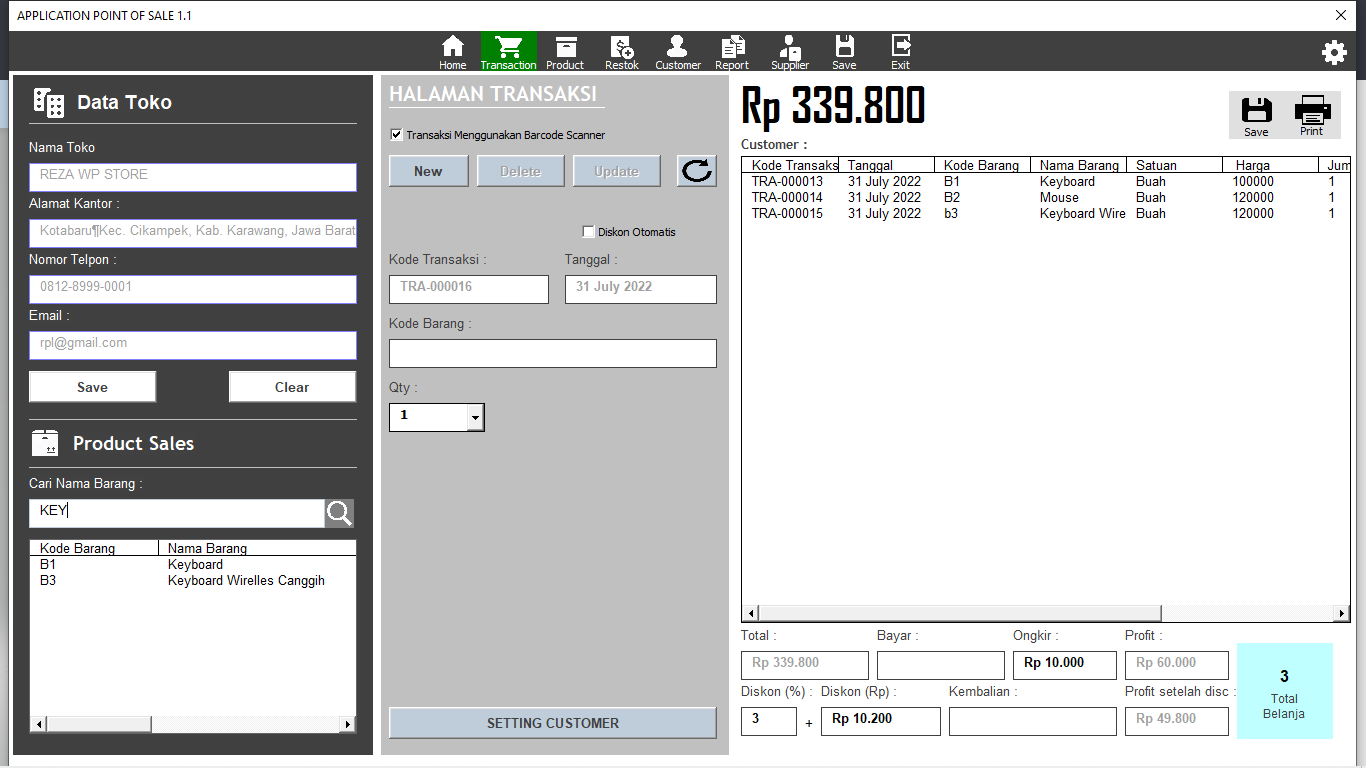 APPLICATION POINT OF SALE 1.1
Home Transaction Product Restok Customer Report Supplier Save Exit
Data Toko
Nama Toko
REZA WP STORE
Alamat Kantor :
Kotabaru¶Kec. Cikampek, Kab. Karawang, Jawa Barat
Nomor Telpon :
0812-8999-0001
Email :
rpl@gmail.com
Save Clear
Product Sales
Cari Nama Barang :
KEY
Kode Barang Nama Barang
B1 Keyboard
B3 Keyboard Wirelles Canggih
HALAMAN TRANSAKSI
Transaksi Menggunakan Barcode Scanner
New Delete Update
Diskon Otomatis
Kode Transaksi : Tanggal :
TRA-000016 31 July 2022
Kode Barang :
Qty :
1
SETTING CUSTOMER
Rp 339.800
Save Print
Customer :
Kode Transaks Tanggal Kode Barang Nama Barang Satuan Harga Jum
TRA-000013 31 July 2022 B1 Keyboard Buah 100000 1
TRA-000014 31 July 2022 B2 Mouse Buah 120000 1
TRA-000015 31 July 2022 b3 Keyboard Wire Buah 120000 1
Total : Bayar : Ongkir : Profit :
Rp 339.800 Rp 10.000 Rp 60.000
Diskon (%) : Diskon (Rp) : Kembalian : Profit setelah disc :
3 + Rp 10.200 Rp 49.800
3
Total
Belanja